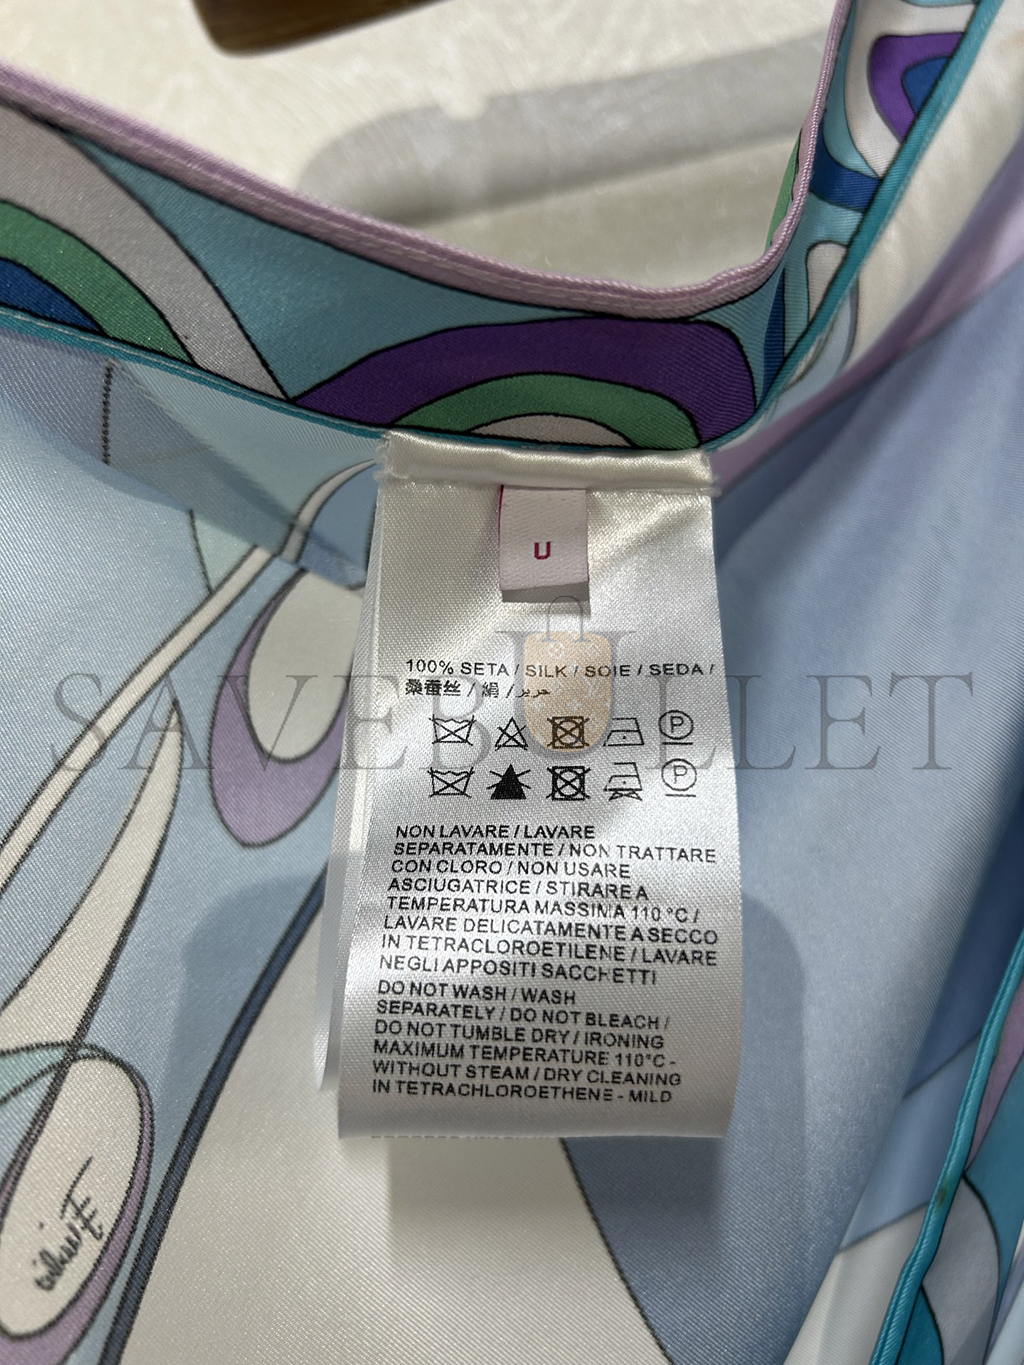 U
100% SETA / SILK / SOIE / SEDA /
桑蚕丝 / 絹 / حرير
P
P
SAVEBULLET
NON LAVARE / LAVARE
SEPARATAMENTE / NON TRATTARE
CON CLORO / NON USARE
ASCIUGATRICE / STIRARE A
TEMPERATURA MASSIMA 110 °C /
LAVARE DELICATAMENTE A SECCO
IN TETRACLOROETILENE / LAVARE
NEGLI APPOSITI SACCHETTI
DO NOT WASH / WASH
SEPARATELY / DO NOT BLEACH /
DO NOT TUMBLE DRY / IRONING
MAXIMUM TEMPERATURE 110°C -
WITHOUT STEAM / DRY CLEANING
IN TETRACHLOROETHENE - MILD
Emilio